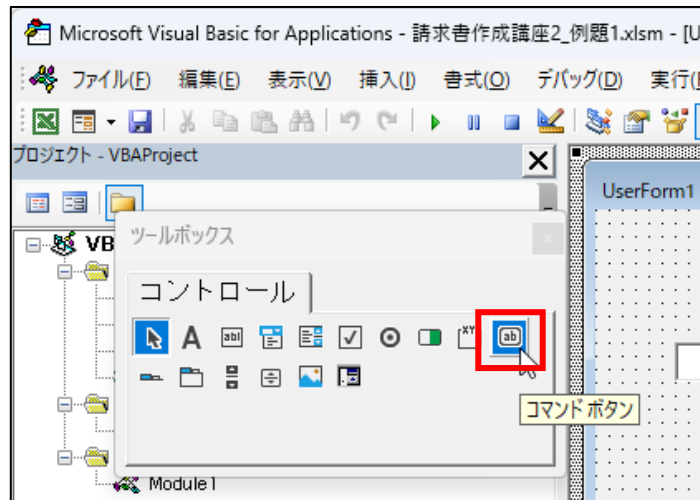 Microsoft Visual Basic for Applications - 請求書作成講座2_例題1.xlsm - [U
ファイル(F) 編集(E) 表示(V) 挿入(I) 書式(O) デバッグ(D) 実行(
プロジェクト - VBAProject
UserForm1
ツールボックス
VB
コントロール
A abl XY ab
コマンド ボタン
Module1